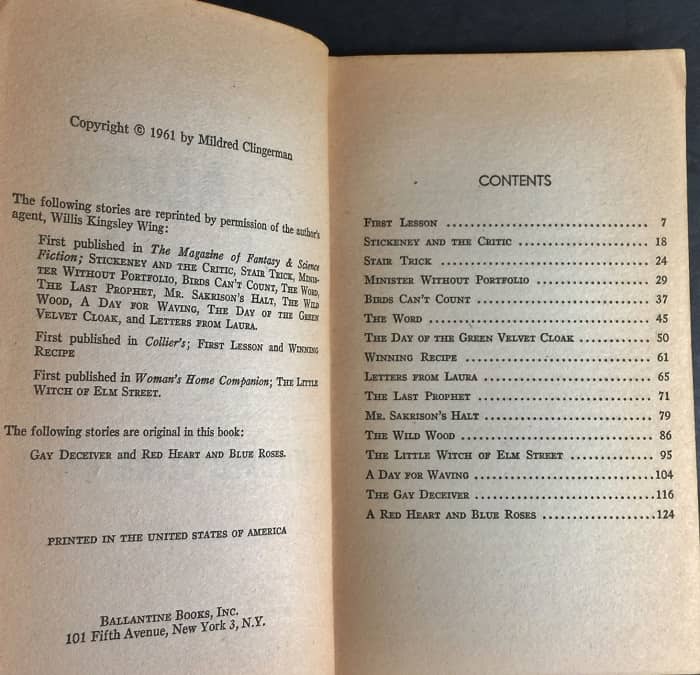 Copyright © 1961 by Mildred Clingerman
The following stories are reprinted by permission of the author's
agent, Willis Kingsley Wing:
First published in The Magazine of Fantasy & Science
Fiction; Stickeney and the Critic, Stair Trick, Minis-
ter Without Portfolio, Birds Can't Count, The Word,
The Last Prophet, Mr. Sakrison's Halt, The Wild
Wood, A Day for Waving, The Day of the Green
Velvet Cloak, and Letters from Laura.
First published in Collier's; First Lesson and Winning
Recipe
First published in Woman's Home Companion; The Little
Witch of Elm Street.
The following stories are original in this book:
Gay Deceiver and Red Heart and Blue Roses.
PRINTED IN THE UNITED STATES OF AMERICA
Ballantine Books, Inc.
101 Fifth Avenue, New York 3, N.Y.
CONTENTS
First Lesson ........ 7
Stickeney and the Critic ........ 18
Stair Trick ........ 24
Minister Without Portfolio ........ 29
Birds Can't Count ........ 37
The Word ........ 45
The Day of the Green Velvet Cloak ........ 50
Winning Recipe ........ 61
Letters from Laura ........ 65
The Last Prophet ........ 71
Mr. Sakrison's Halt ........ 79
The Wild Wood ........ 86
The Little Witch of Elm Street ........ 95
A Day for Waving ........ 104
The Gay Deceiver ........ 116
A Red Heart and Blue Roses ........ 124